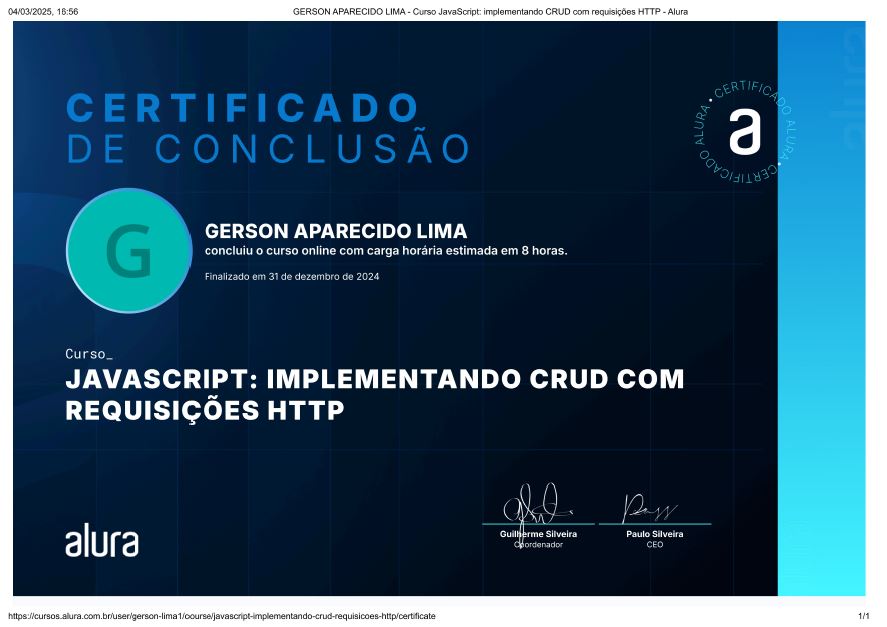 04/03/2025, 16:56
GERSON APARECIDO LIMA - Curso JavaScript: implementando CRUD com requisições HTTP - Alura
CERTIFICADO
DE CONCLUSÃO
CERTIFICADO ALURA • CERTIFICADO ALURA •
a
alura
G
GERSON APARECIDO LIMA
concluiu o curso online com carga horária estimada em 8 horas.
Finalizado em 31 de dezembro de 2024
Curso_
JAVASCRIPT: IMPLEMENTANDO CRUD COM
REQUISIÇÕES HTTP
alura
Guilherme Silveira
Coordenador
Paulo Silveira
CEO
https://cursos.alura.com.br/user/gerson-lima1/course/javascript-implementando-crud-requisicoes-http/certificate
1/1